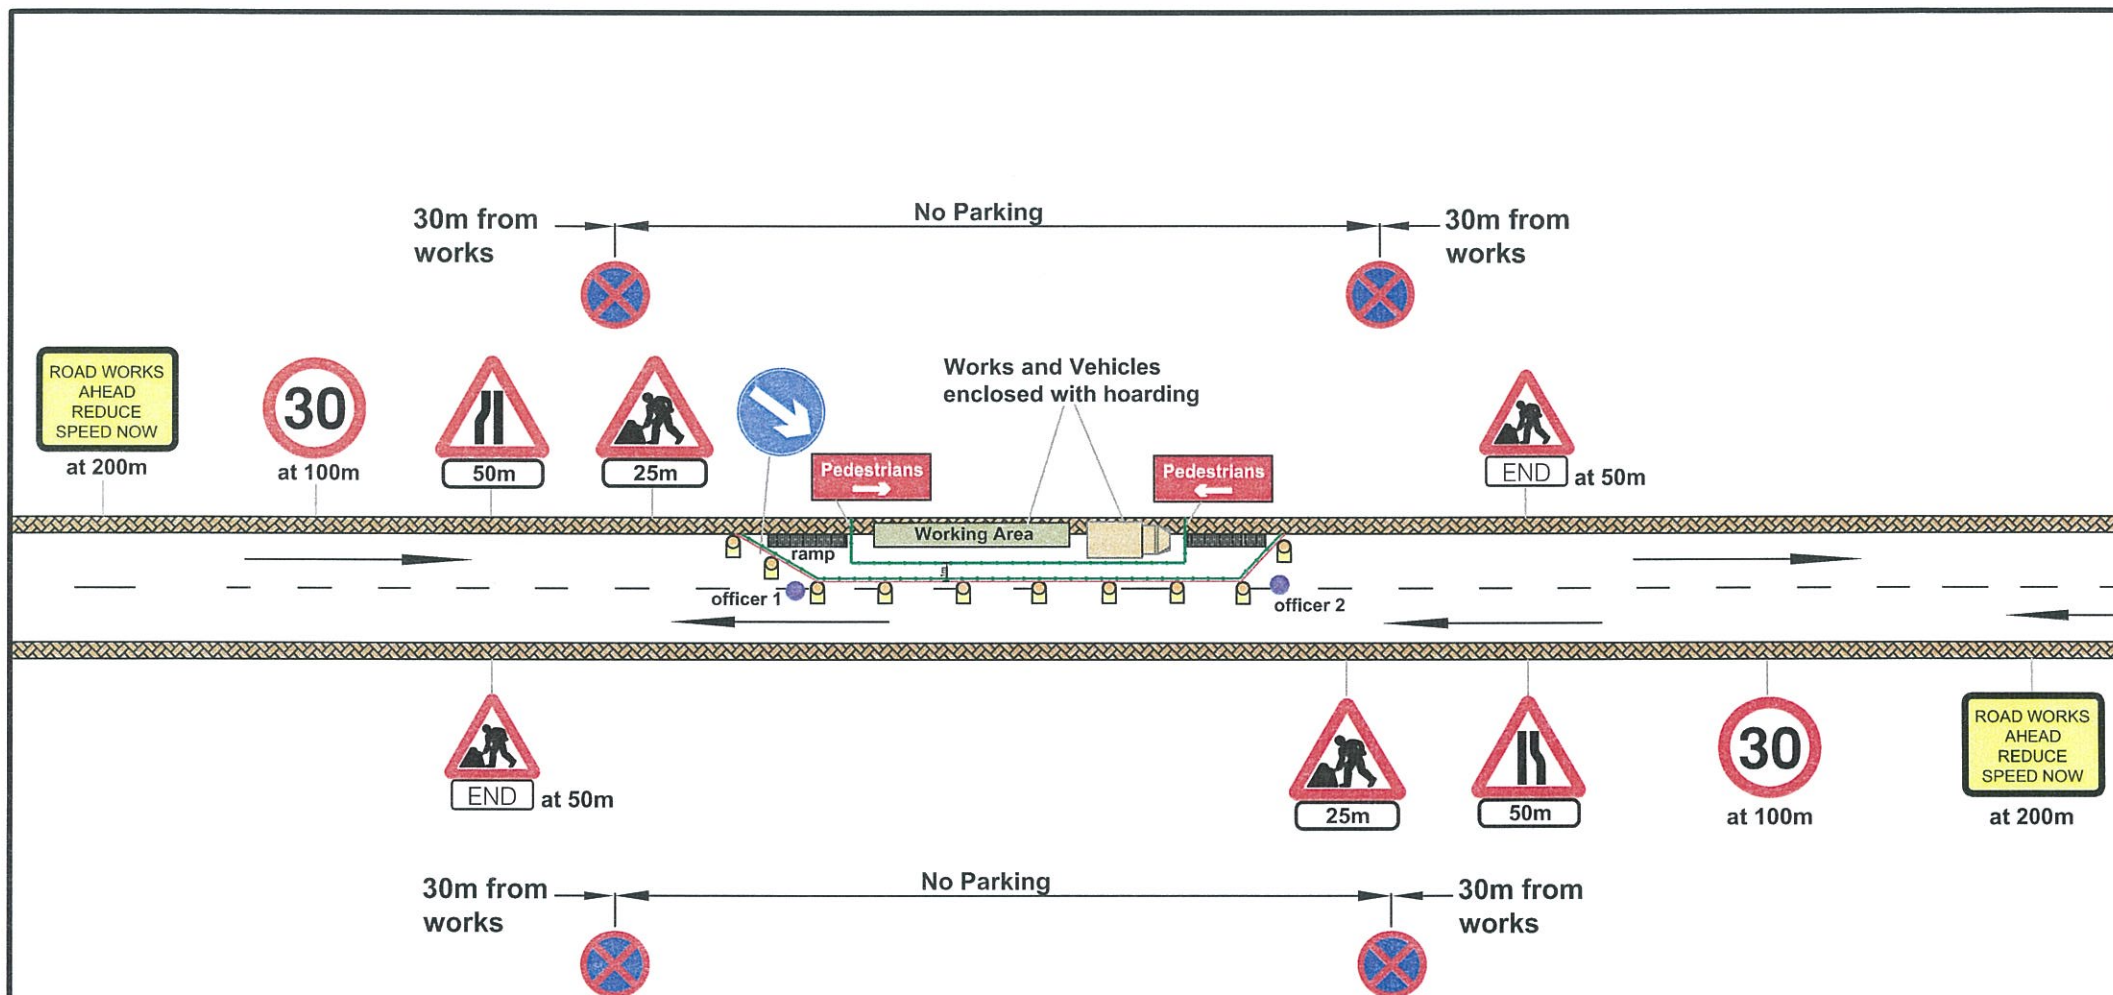 No Parking
30m from
works
30m from
works
ROAD WORKS
AHEAD
REDUCE
SPEED NOW
at 200m
30
at 100m
50m
25m
Works and Vehicles
enclosed with hoarding
Pedestrians
Pedestrians
END at 50m
Working Area
ramp
officer 1
officer 2
END at 50m
25m
50m
30
at 100m
ROAD WORKS
AHEAD
REDUCE
SPEED NOW
at 200m
No Parking
30m from
works
30m from
works